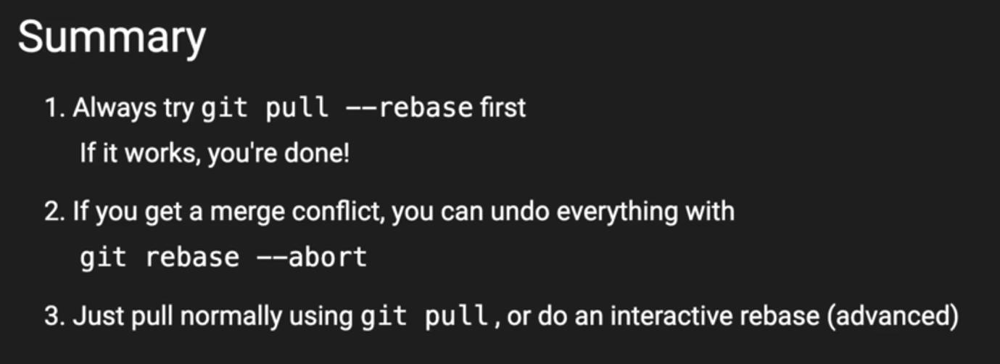 Summary
1. Always try git pull --rebase first
If it works, you're done!
2. If you get a merge conflict, you can undo everything with
git rebase --abort
3. Just pull normally using git pull, or do an interactive rebase (advanced)